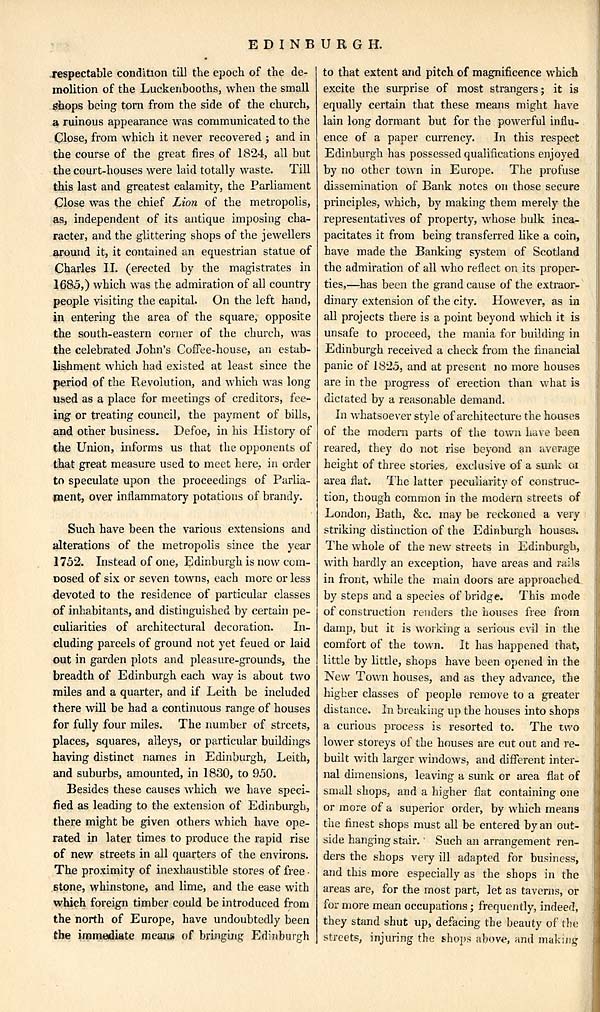 EDINBURGH.
respectable condition till the epoch of the de-
molition of the Luckenbooths, when the small
shops being torn from the side of the church,
a ruinous appearance was communicated to the
Close, from which it never recovered ; and in
the course of the great fires of 1824, all but
the court-houses were laid totally waste. Till
this last and greatest calamity, the Parliament
Close was the chief Lion of the metropolis,
as, independent of its antique imposing cha-
racter, and the glittering shops of the jewellers
around it, it contained an equestrian statue of
Charles II. (erected by the magistrates in
1685,) which was the admiration of all country
people visiting the capital. On the left hand,
in entering the area of the square, opposite
the south-eastern corner of the church, was
the celebrated John's Coffee-house, an estab-
lishment which had existed at least since the
period of the Revolution, and which was long
used as a place for meetings of creditors, fee-
ing or treating council, the payment of bills,
and other business. Defoe, in his History of
the Union, informs us that the opponents of
that great measure used to meet here, in order
to speculate upon the proceedings of Parlia-
ment, over inflammatory potations of brandy.
Such have been the various extensions and
alterations of the metropolis since the year
1752. Instead of one, Edinburgh is now com-
posed of six or seven towns, each more or less
devoted to the residence of particular classes
of inhabitants, and distinguished by certain pe-
culiarities of architectural decoration. In-
cluding parcels of ground not yet feued or laid
out in garden plots and pleasure-grounds, the
breadth of Edinburgh each way is about two
miles and a quarter, and if Leith be included
there will be had a continuous range of houses
for fully four miles. The number of streets,
places, squares, alleys, or particular buildings
having distinct names in Edinburgh, Leith,
and suburbs, amounted, in 1830, to 950.
Besides these causes which we have speci-
fied as leading to the extension of Edinburgh,
there might be given others which have ope-
rated in later times to produce the rapid rise
of new streets in all quarters of the environs.
The proximity of inexhaustible stores of free-
stone, whinstone, and lime, and the ease with
which foreign timber could be introduced from
the north of Europe, have undoubtedly been
the immediate means of bringing Edinburgh
to that extent and pitch of magnificence which
excite the surprise of most strangers; it is
equally certain that these means might have
lain long dormant but for the powerful influ-
ence of a paper currency. In this respect
Edinburgh has possessed qualifications enjoyed
by no other town in Europe. The profuse
dissemination of Bank notes on those secure
principles, which, by making them merely the
representatives of property, whose bulk inca-
pacitates it from being transferred like a coin,
have made the Banking system of Scotland
the admiration of all who reflect on its proper-
ties,—has been the grand cause of the extraor-
dinary extension of the city. However, as in
all projects there is a point beyond which it is
unsafe to proceed, the mania for building in
Edinburgh received a check from the financial
panic of 1825, and at present no more houses
are in the progress of erection than what is
dictated by a reasonable demand.
In whatsoever style of architecture the houses
of the modern parts of the town have been
reared, they do not rise beyond an average
height of three stories, exclusive of a sunk or
area flat. The latter peculiarity of construc-
tion, though common in the modern streets of
London, Bath, &c. may be reckoned a very
striking distinction of the Edinburgh houses.
The whole of the new streets in Edinburgh,
with hardly an exception, have areas and rails
in front, while the main doors are approached
by steps and a species of bridge. This mode
of construction renders the houses free from
damp, but it is working a serious evil in the
comfort of the town. It has happened that,
little by little, shops have been opened in the
New Town houses, and as they advance, the
higher classes of people remove to a greater
distance. In breaking up the houses into shops
a curious process is resorted to. The two
lower storeys of the houses are cut out and re-
built with larger windows, and different inter-
nal dimensions, leaving a sunk or area flat of
small shops, and a higher flat containing one
or more of a superior order, by which means
the finest shops must all be entered by an out-
side hanging stair. Such an arrangement ren-
ders the shops very ill adapted for business,
and this more especially as the shops in the
areas are, for the most part, let as taverns, or
for more mean occupations; frequently, indeed,
they stand shut up, defacing the beauty of the
streets, injuring the shops above, and making